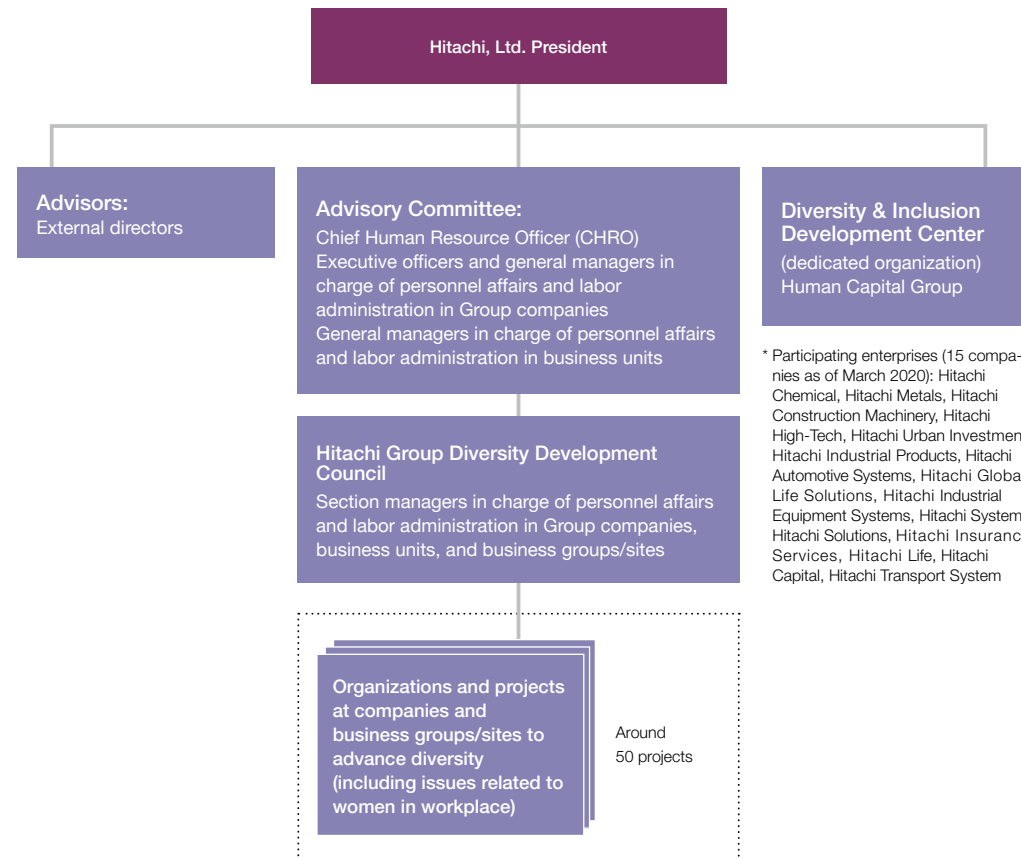 Hitachi, Ltd. President
Advisors:
External directors
Advisory Committee:
Chief Human Resource Officer (CHRO)
Executive officers and general managers in
charge of personnel affairs and labor
administration in Group companies
General managers in charge of personnel affairs
and labor administration in business units
Diversity & Inclusion
Development Center
(dedicated organization)
Human Capital Group
* Participating enterprises (15 compa-
nies as of March 2020): Hitachi
Chemical, Hitachi Metals, Hitachi
Construction Machinery, Hitachi
High-Tech, Hitachi Urban Investmen
Hitachi Industrial Products, Hitachi
Automotive Systems, Hitachi Globa
Life Solutions, Hitachi Industrial
Equipment Systems, Hitachi System
Hitachi Solutions, Hitachi Insuranc
Services, Hitachi Life, Hitachi
Capital, Hitachi Transport System
Hitachi Group Diversity Development
Council
Section managers in charge of personnel affairs
and labor administration in Group companies,
business units, and business groups/sites
Organizations and projects
at companies and
business groups/sites to
advance diversity
(including issues related to
women in workplace)
Around
50 projects